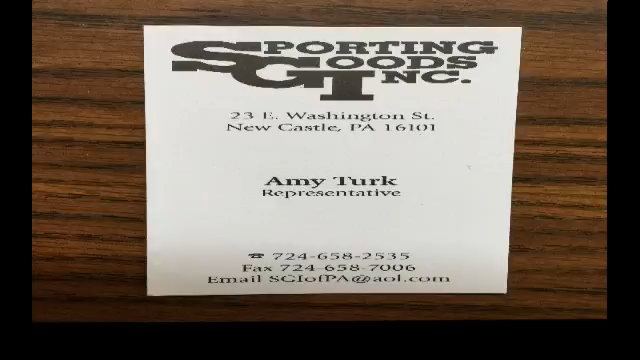 SPORTING
GOODS
INC.
23 E. Washington St.
New Castle, PA 16101
Amy Turk
Representative
☎ 724-658-2535
Fax 724-658-7006
Email SGIofPA@aol.com